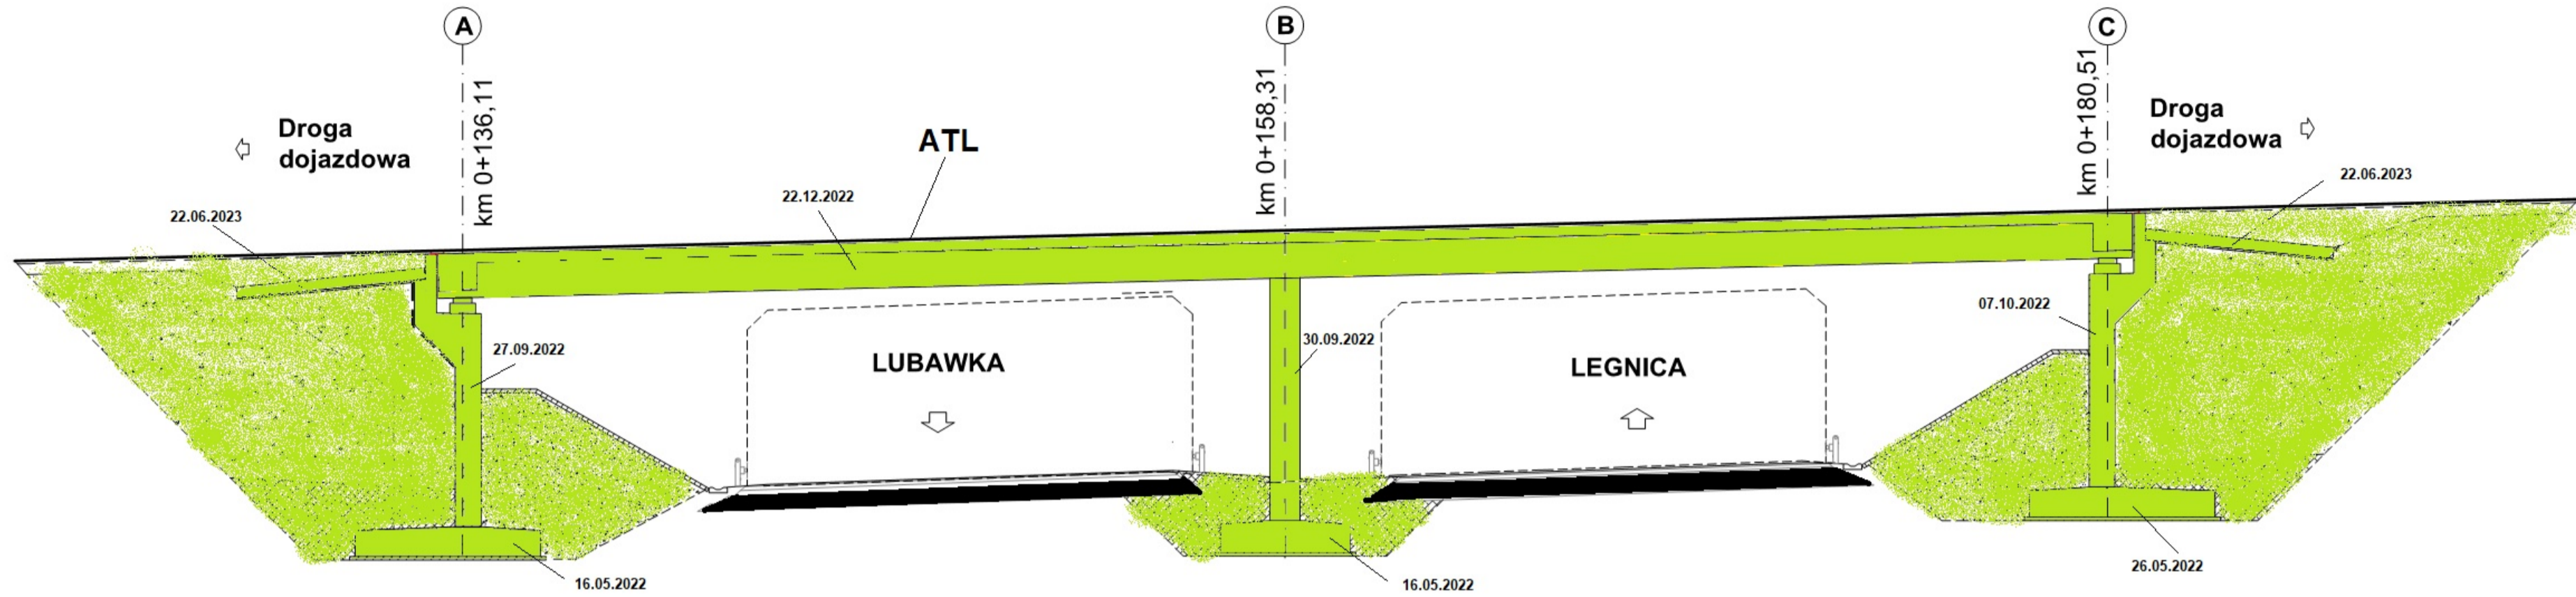 A
B
C
km 0+136,11
km 0+158,31
km 0+180,51
Droga
dojazdowa
ATL
Droga
dojazdowa
22.06.2023
22.12.2022
22.06.2023
27.09.2022
LUBAWKA
30.09.2022
LEGNICA
07.10.2022
16.05.2022
16.05.2022
26.05.2022